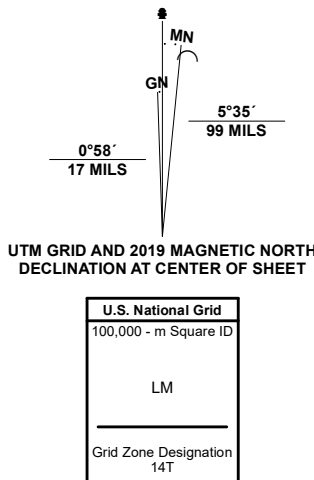 MN
GN
5°35´
99 MILS
0°58´
17 MILS
UTM GRID AND 2019 MAGNETIC NORTH
DECLINATION AT CENTER OF SHEET
U.S. National Grid
100,000 - m Square ID
LM
Grid Zone Designation
14T